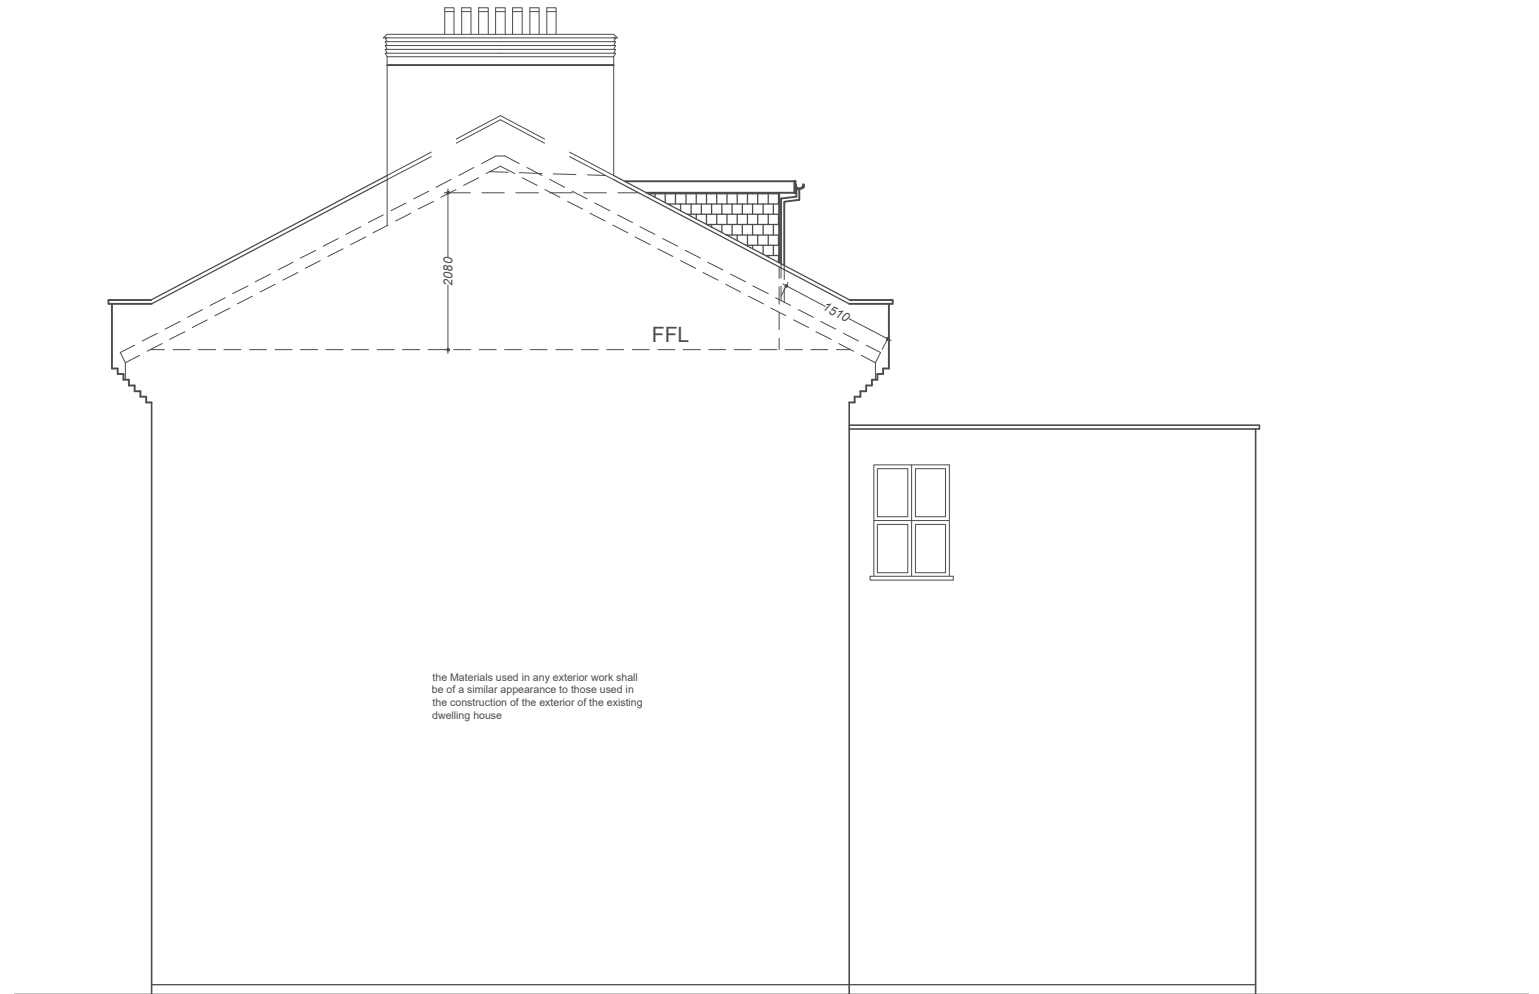 2080
1510
FFL
the Materials used in any exterior work shall
be of a similar appearance to those used in
the construction of the exterior of the existing
dwelling house